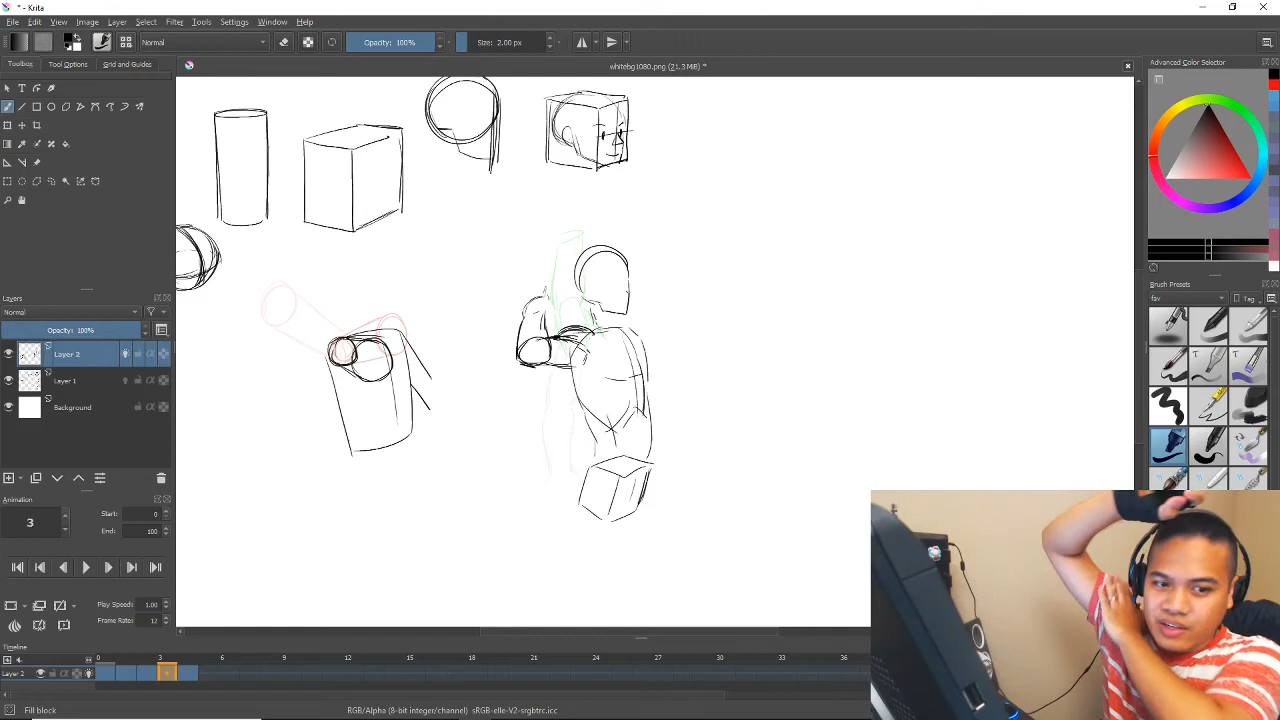 * - Krita
File Edit View Image Layer Select Filter Tools Settings Window Help
Normal Opacity: 100% Size: 2.00 px
Toolbox Tool Options Grid and Guides
whitebg1080.png (21.3 MiB) *
Advanced Color Selector
Layers
Normal
Opacity: 100%
Layer 2
Layer 1
Background
Brush Presets
fav Tag
Animation
3 Start: 0
End: 100
Play Speed: 1.00
Frame Rate: 12
Timeline
0 3 6 9 12 15 18 21 24 27 30 33 36
Layer 2
Fill block RGB/Alpha (8-bit integer/channel) sRGB-elle-V2-srgbtrc.icc